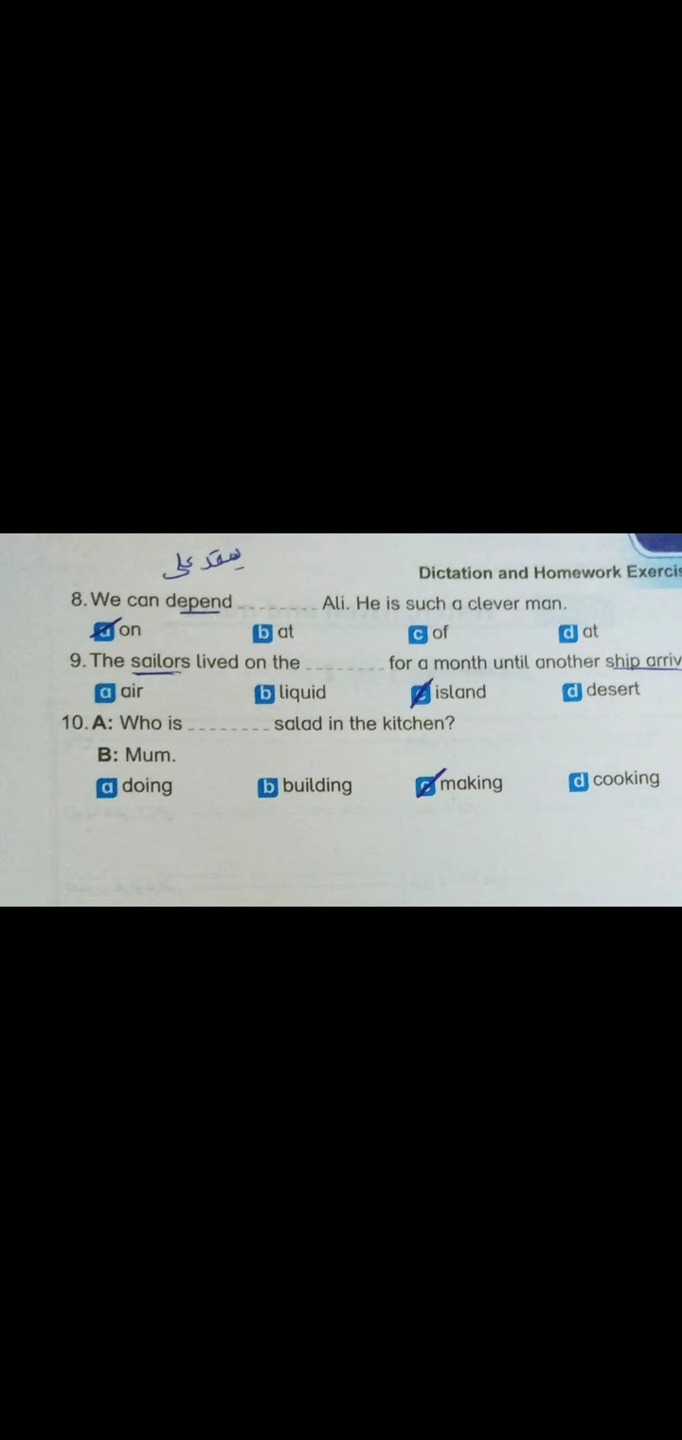 يعتمد على
Dictation and Homework
8. We can depend ........ Ali. He is such a clever man.
a on b at c of d at
9. The sailors lived on the ........ for a month until another ship
a air b liquid c island d desert
10. A: Who is ........ salad in the kitchen?
B: Mum.
a doing b building c making d cooking